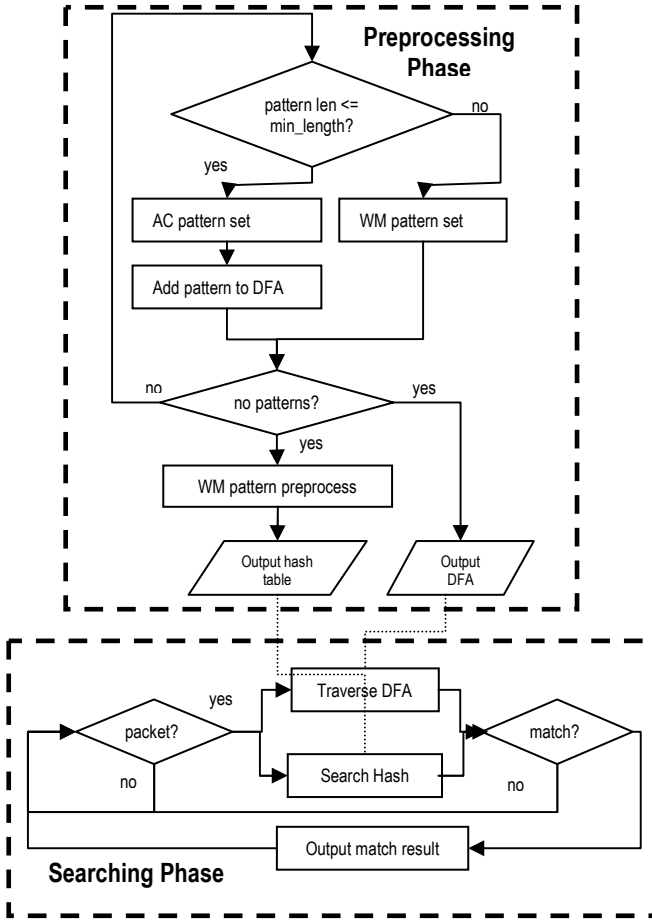 Preprocessing
Phase
pattern len <=
min_length?
no
yes
AC pattern set
WM pattern set
Add pattern to DFA
no
no patterns?
yes
yes
WM pattern preprocess
Output hash
table
Output
DFA
yes
Traverse DFA
packet?
match?
no
Search Hash
no
Output match result
Searching Phase